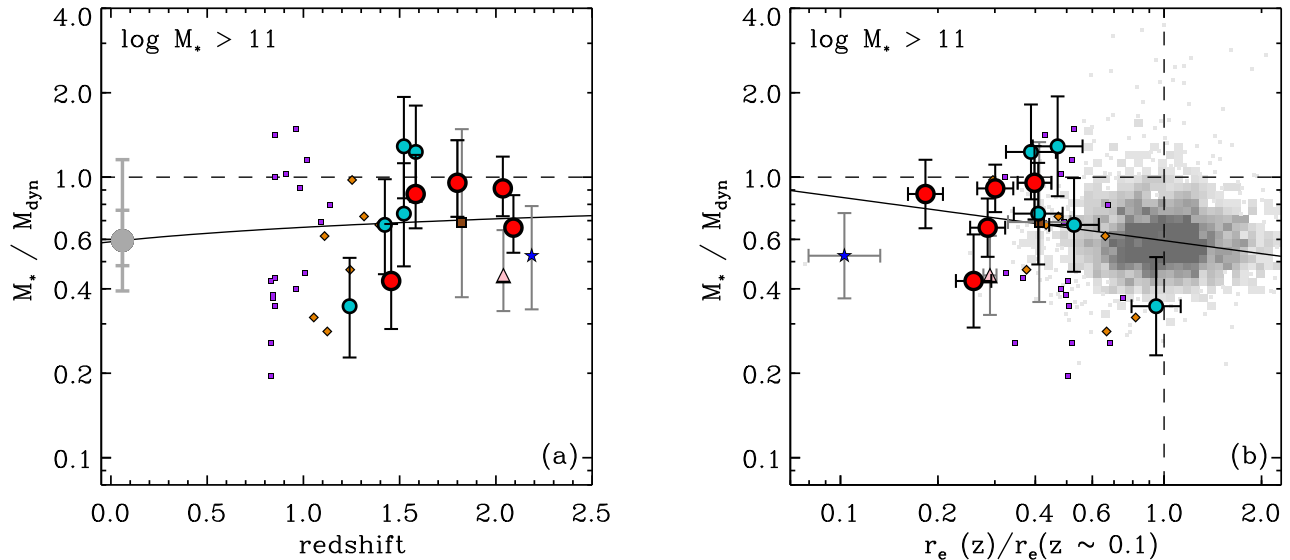 log M* > 11
(a)
4.0
2.0
1.0
0.6
0.4
0.2
0.1
M* / Mdyn
0.0 0.5 1.0 1.5 2.0 2.5
redshift
log M* > 11
(b)
4.0
2.0
1.0
0.6
0.4
0.2
0.1
M* / Mdyn
0.1 0.2 0.4 0.6 1.0 2.0
re (z)/re(z ~ 0.1)